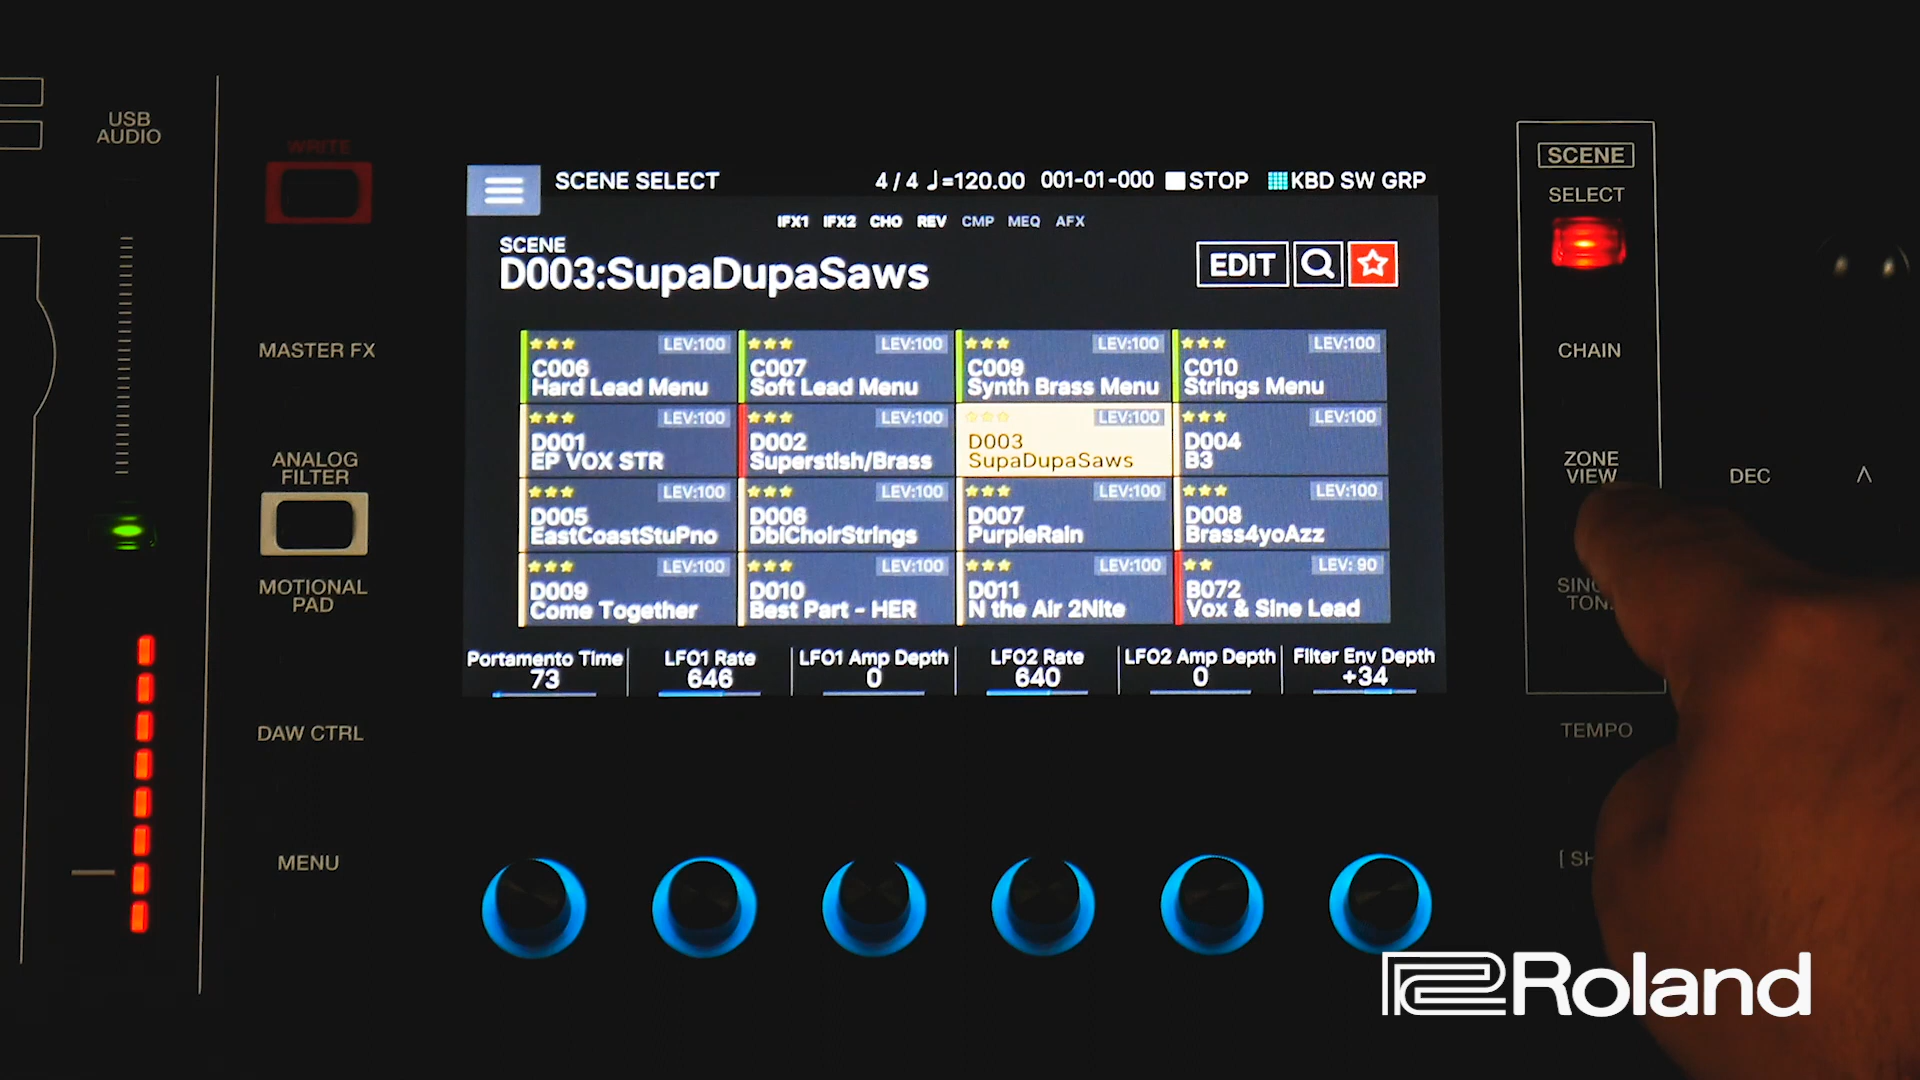 USB
AUDIO
WRITE
MASTER FX
ANALOG
FILTER
MOTIONAL
PAD
DAW CTRL
MENU
SCENE SELECT
4 / 4 ♩=120.00 001-01-000 STOP KBD SW GRP
IFX1 IFX2 CHO REV CMP MEQ AFX
SCENE
D003:SupaDupaSaws
EDIT
LEV:100
C006
Hard Lead Menu
LEV:100
C007
Soft Lead Menu
LEV:100
C009
Synth Brass Menu
LEV:100
C010
Strings Menu
LEV:100
D001
EP VOX STR
LEV:100
D002
Superstish/Brass
LEV:100
D003
SupaDupaSaws
LEV:100
D004
B3
LEV:100
D005
EastCoastStuPno
LEV:100
D006
DblChoirStrings
LEV:100
D007
PurpleRain
LEV:100
D008
Brass4yoAzz
LEV:100
D009
Come Together
LEV:100
D010
Best Part - HER
LEV:100
D011
N the Air 2Nite
LEV: 90
B072
Vox & Sine Lead
Portamento Time
73
LFO1 Rate
646
LFO1 Amp Depth
0
LFO2 Rate
640
LFO2 Amp Depth
0
Filter Env Depth
+34
SCENE
SELECT
CHAIN
ZONE
VIEW
TEMPO
DEC
Roland